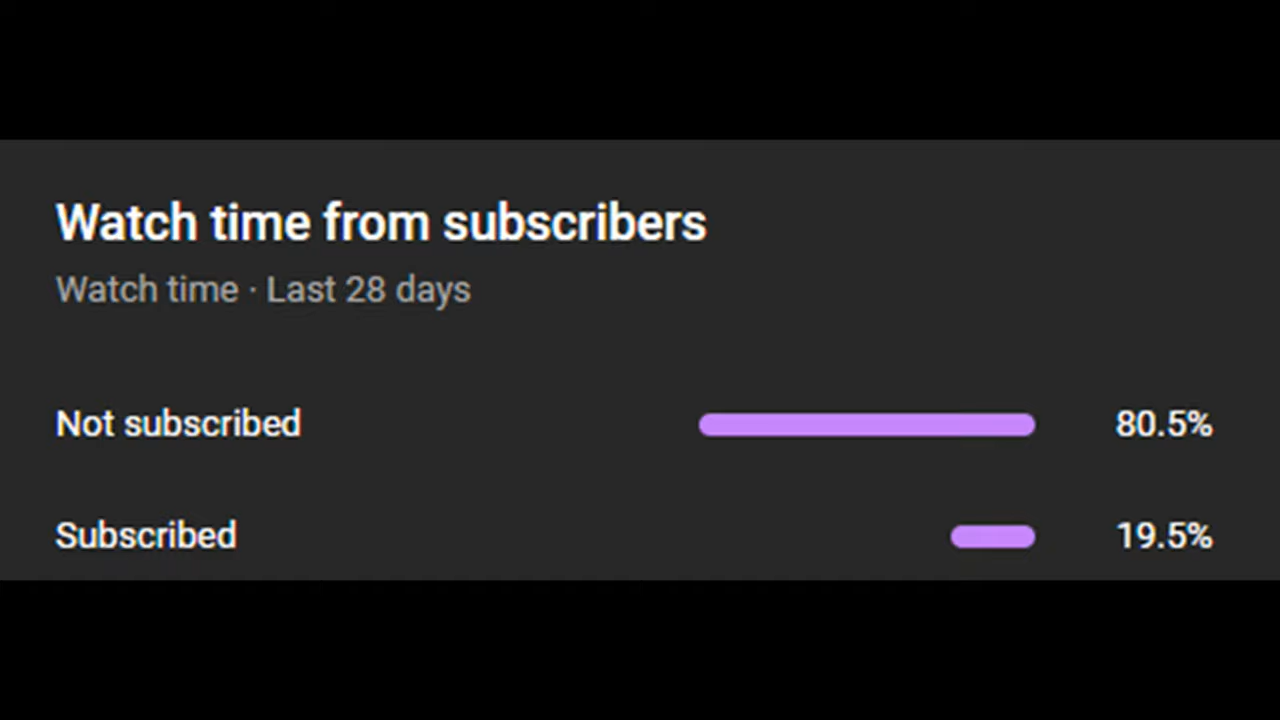 Watch time from subscribers
Watch time · Last 28 days
Not subscribed 80.5%
Subscribed 19.5%